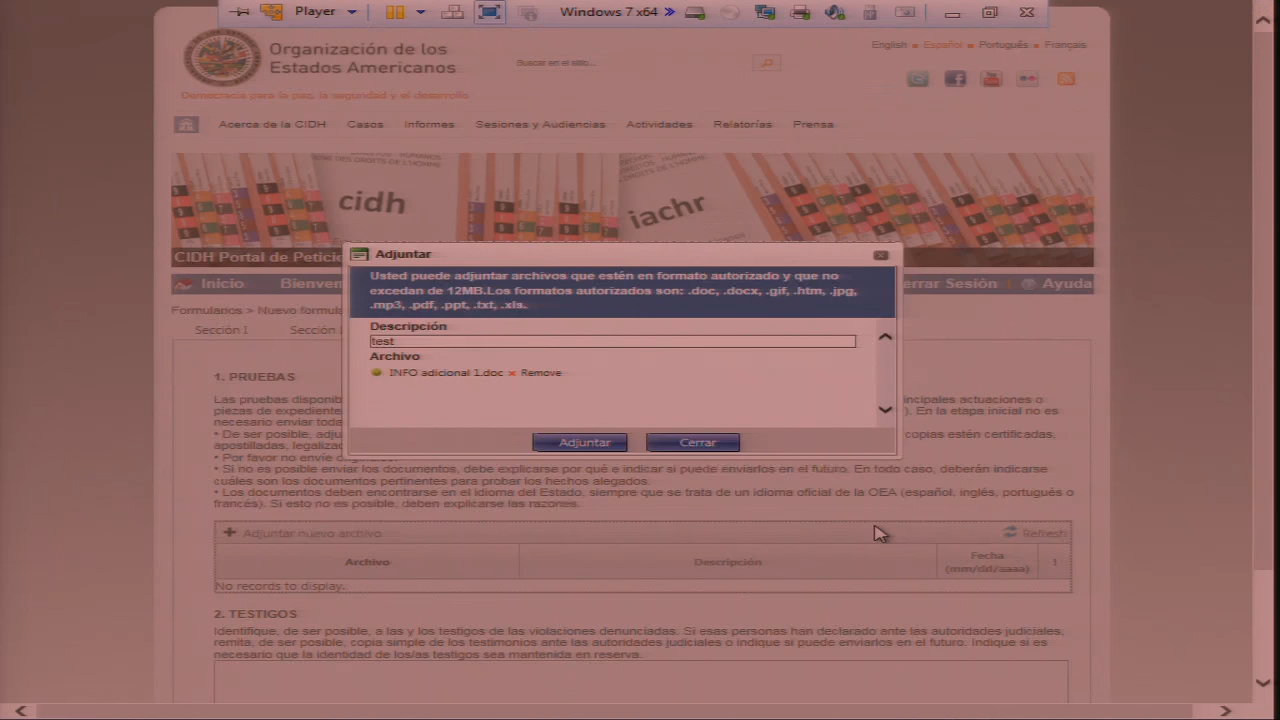 Player
Windows 7 x64
Organización de los
Estados Americanos
Democracia para la paz, la seguridad y el desarrollo
Buscar en el sitio...
English Español Português Français
Acerca de la CIDH Casos Informes Sesiones y Audiencias Actividades Relatorías Prensa
cidh
iachr
CIDH Portal de Peticio
Inicio Bienven
errar Sesión Ayuda
Formularios > Nuevo formula
Sección I Sección
Adjuntar
Usted puede adjuntar archivos que estén en formato autorizado y que no
excedan de 12MB.Los formatos autorizados son: .doc, .docx, .gif, .htm, .jpg,
.mp3, .pdf, .ppt, .txt, .xls.
Descripción
test
Archivo
INFO adicional 1.doc × Remove
Adjuntar Cerrar
1. PRUEBAS
Las pruebas disponib ncipales actuaciones o
piezas de expediente ). En la etapa inicial no es
necesario enviar toda
• De ser posible, adju copias estén certificadas,
apostilladas, legaliza
• Por favor no envíe
• Si no es posible enviar los documentos, debe explicarse por qué e indicar si puede enviarlos en el futuro. En todo caso, deberán indicarse
cuáles son los documentos pertinentes para probar los hechos alegados.
• Los documentos deben encontrarse en el idioma del Estado, siempre que se trata de un idioma oficial de la OEA (español, inglés, portugués o
francés). Si esto no es posible, deben explicarse las razones.
Adjuntar nuevo archivo Refresh
Archivo Descripción Fecha
(mm/dd/aaaa) !
No records to display.
2. TESTIGOS
Identifique, de ser posible, a las y los testigos de las violaciones denunciadas. Si esas personas han declarado ante las autoridades judiciales,
remita, de ser posible, copia simple de los testimonios ante las autoridades judiciales o indique si puede enviarlos en el futuro. Indique si es
necesario que la identidad de los/as testigos sea mantenida en reserva.